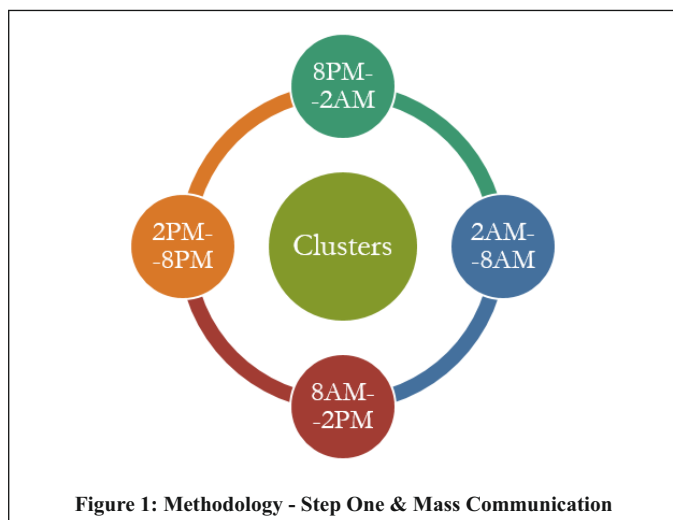 8PM-
-2AM
2PM-
-8PM
Clusters
2AM-
-8AM
8AM-
-2PM
Figure 1: Methodology - Step One & Mass Communication